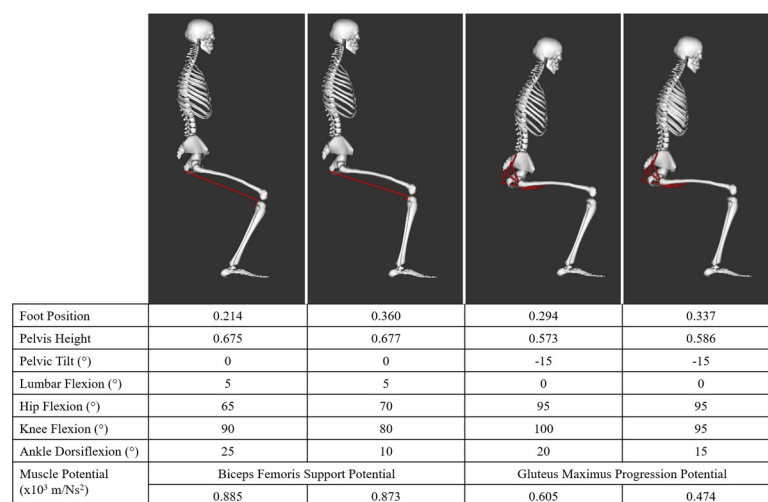 Foot Position 0.214 0.360 0.294 0.337
Pelvis Height 0.675 0.677 0.573 0.586
Pelvic Tilt (°) 0 0 -15 -15
Lumbar Flexion (°) 5 5 0 0
Hip Flexion (°) 65 70 95 95
Knee Flexion (°) 90 80 100 95
Ankle Dorsiflexion (°) 25 10 20 15
Muscle Potential Biceps Femoris Support Potential Gluteus Maximus Progression Potential
(x10³ m/Ns²) 0.885 0.873 0.605 0.474